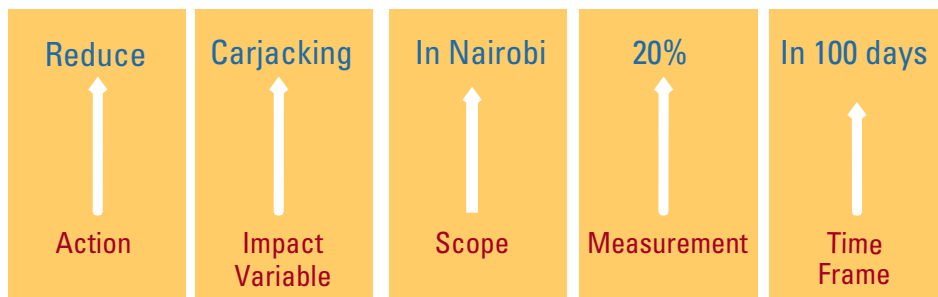 Reduce
Carjacking
In Nairobi
20%
In 100 days
Action
Impact
Variable
Scope
Measurement
Time
Frame